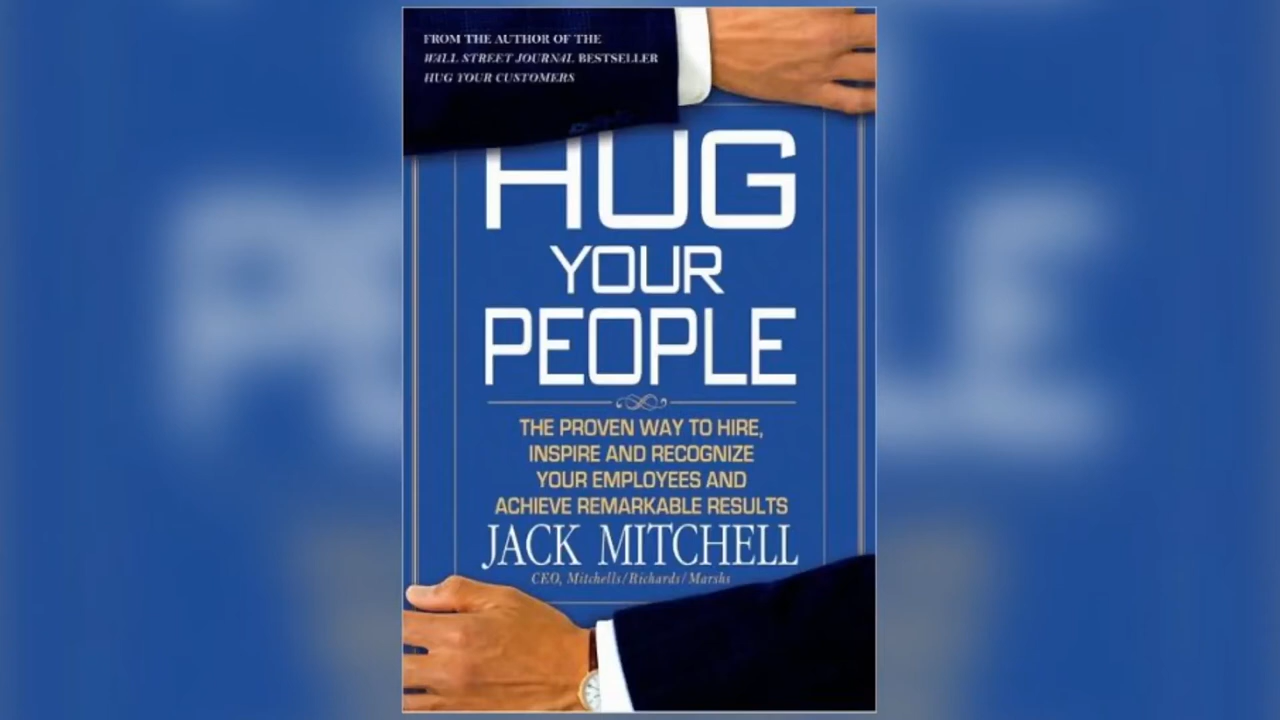 FROM THE AUTHOR OF THE
WALL STREET JOURNAL BESTSELLER
HUG YOUR CUSTOMERS
HUG
YOUR
PEOPLE
THE PROVEN WAY TO HIRE,
INSPIRE AND RECOGNIZE
YOUR EMPLOYEES AND
ACHIEVE REMARKABLE RESULTS
JACK MITCHELL
CEO, Mitchells/Richards/Marshs